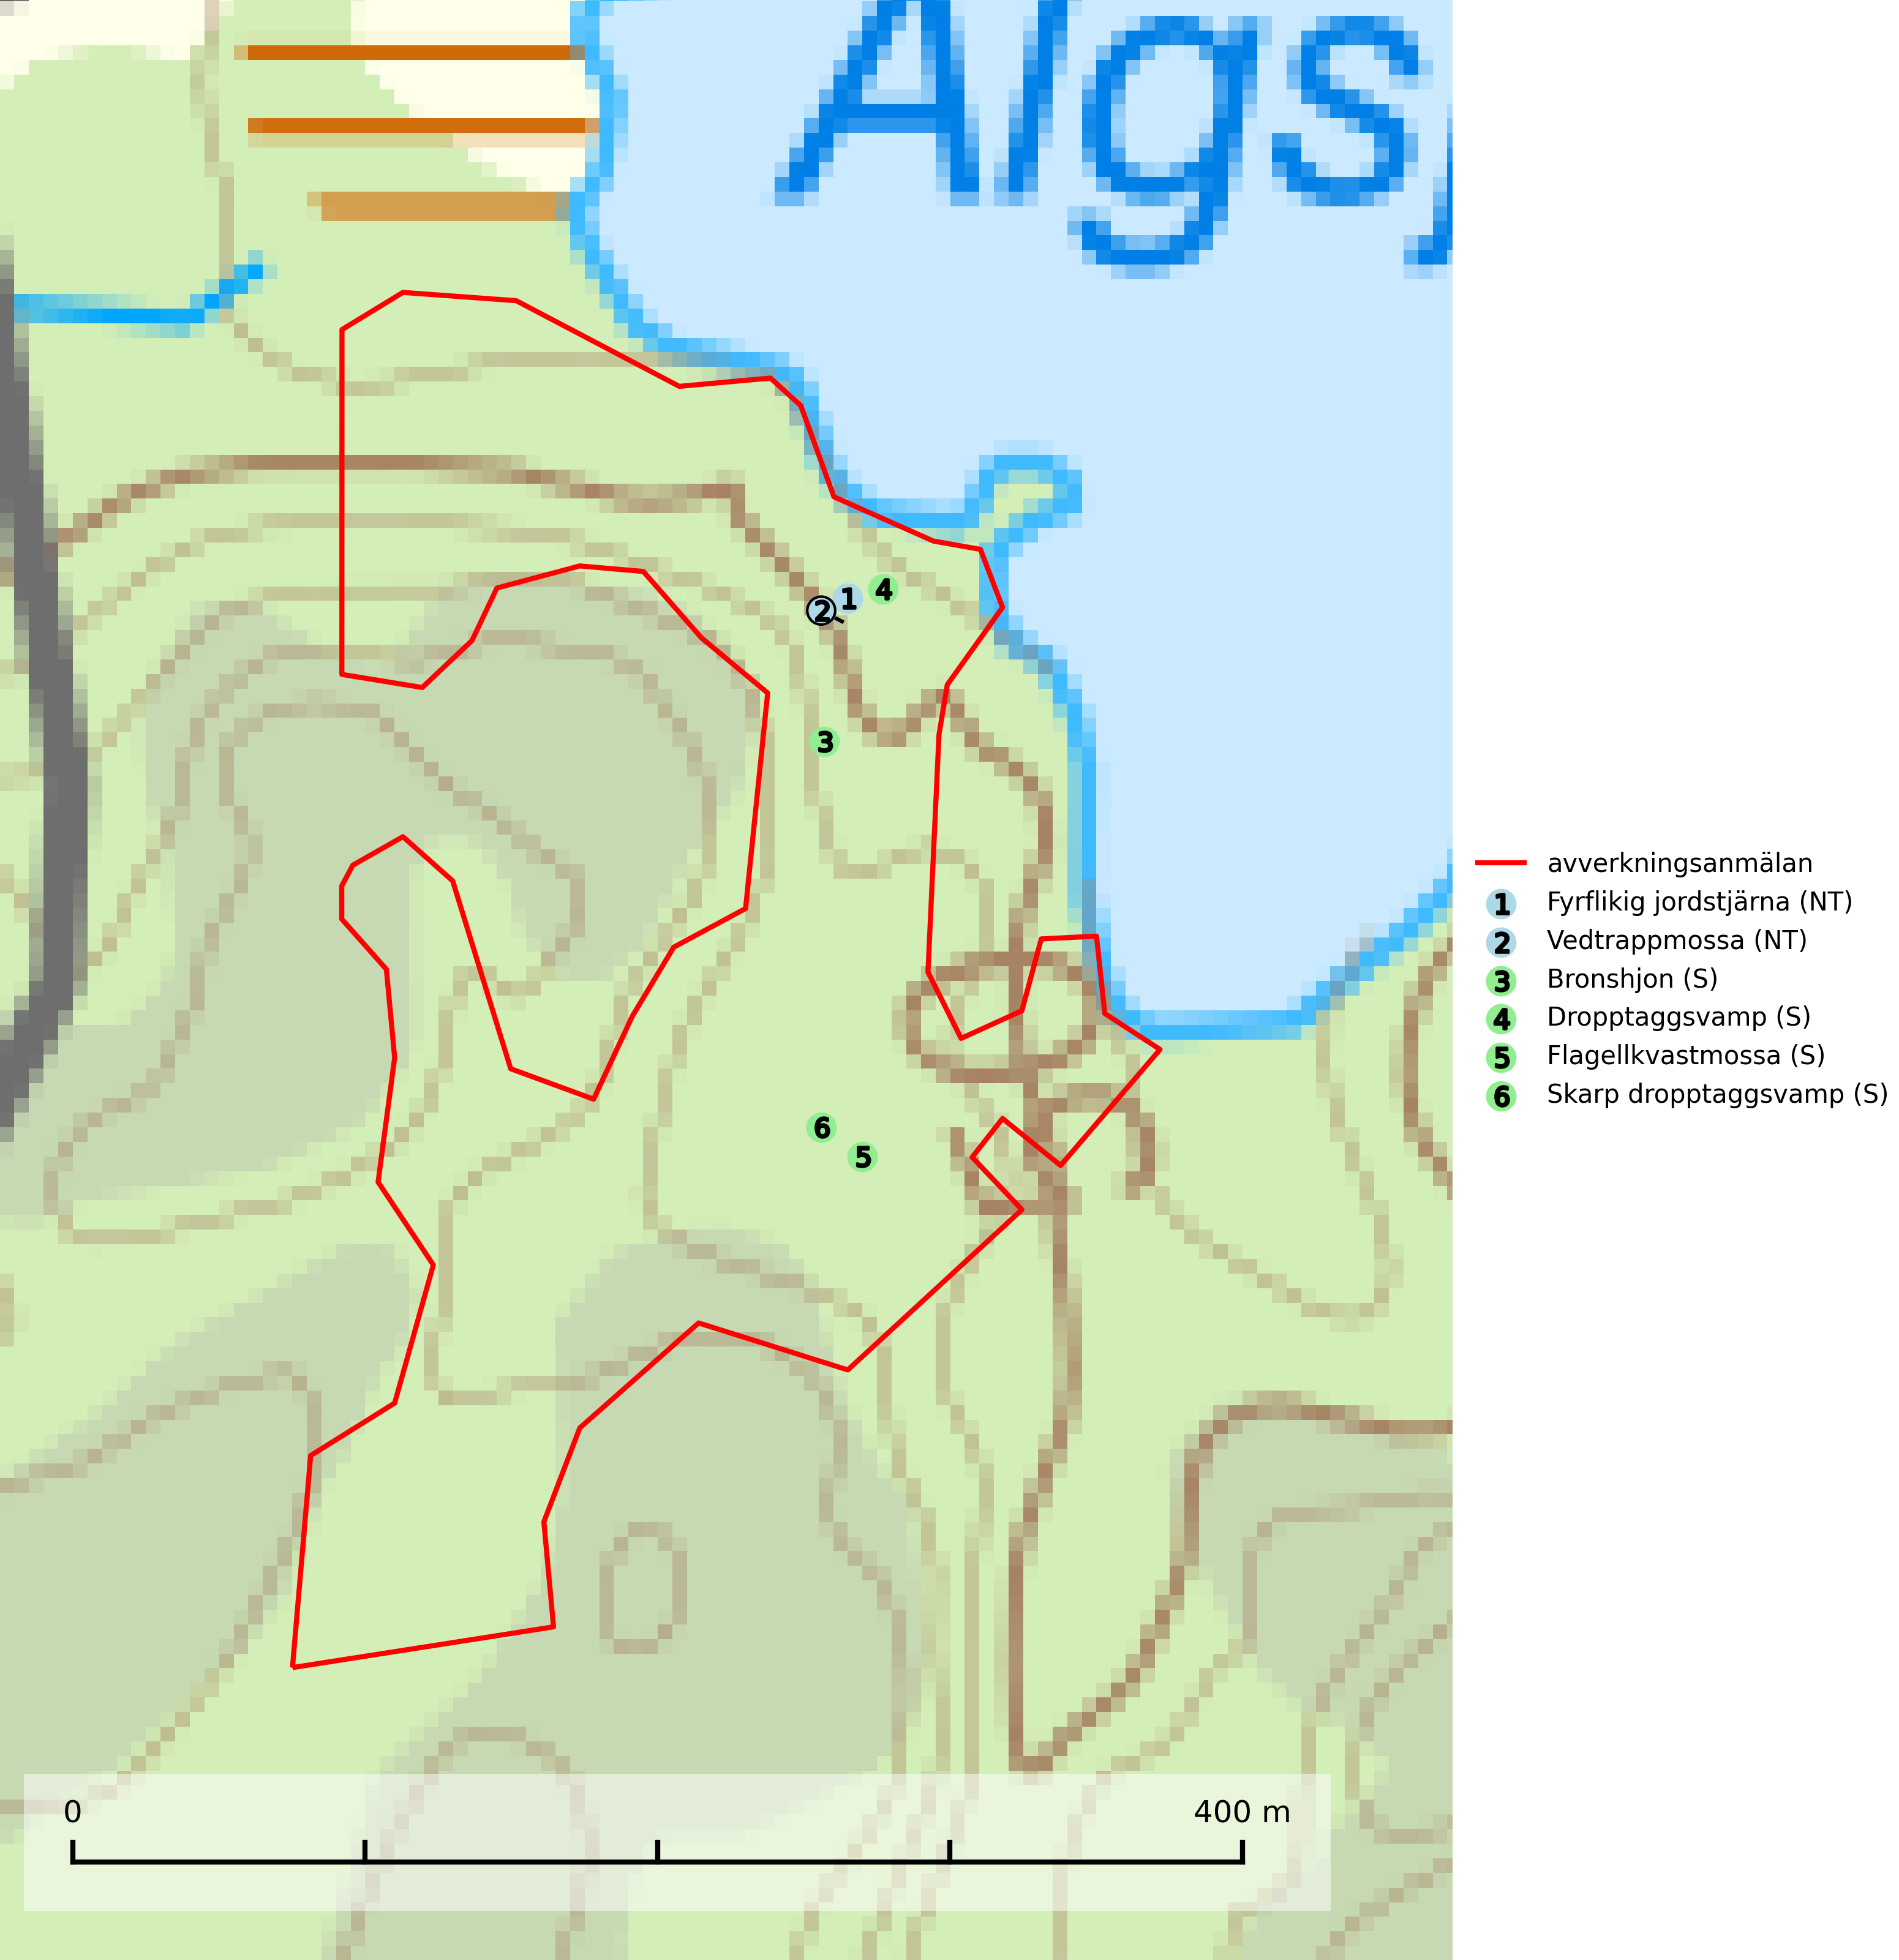 Algs
4
1
2
3
6
5
avverkningsanmälan
1 Fyrflikig jordstjärna (NT)
2 Vedtrappmossa (NT)
3 Bronshjon (S)
4 Dropptaggsvamp (S)
5 Flagellkvastmossa (S)
6 Skarp dropptaggsvamp (S)
0 400 m